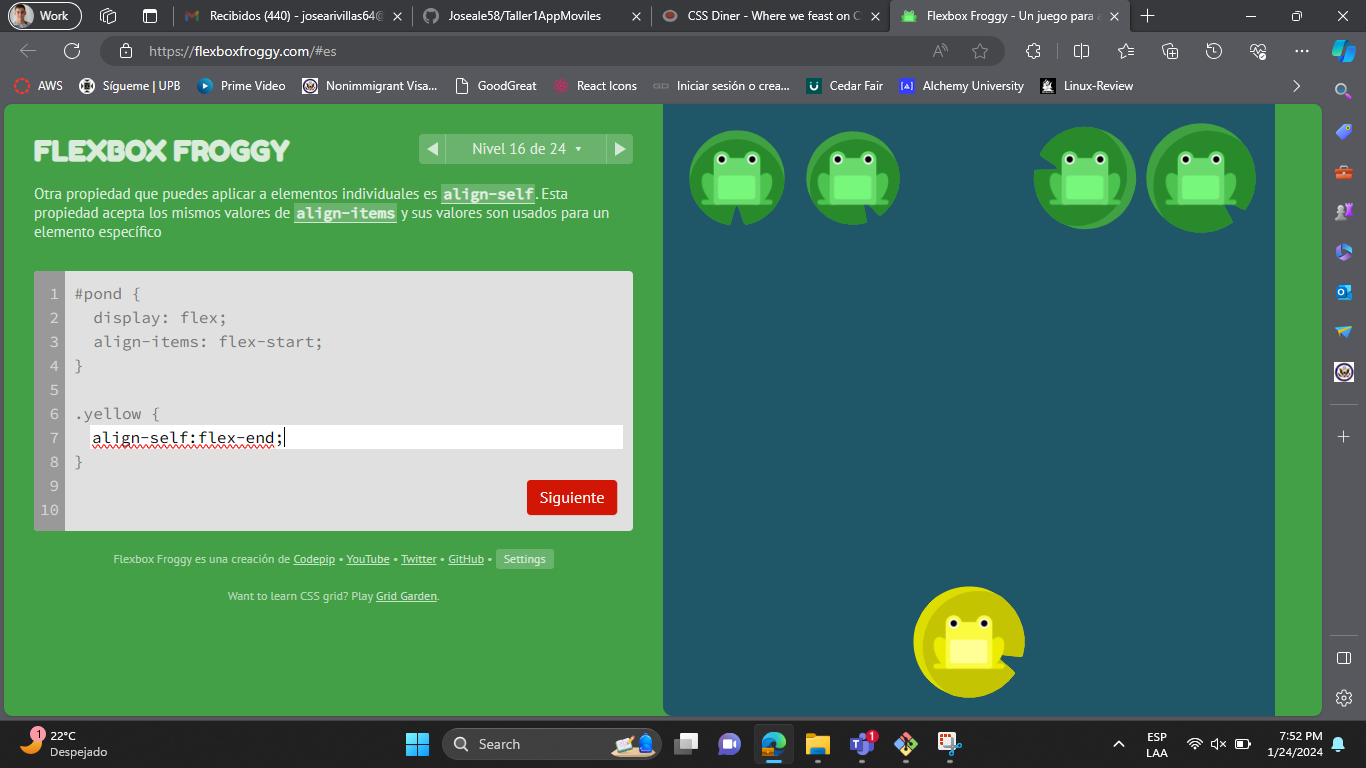 Work
Recibidos (440) - josearivillas64@
Joseale58/Taller1AppMoviles
CSS Diner - Where we feast on C
Flexbox Froggy - Un juego para a
https://flexboxfroggy.com/#es
AWS
Sígueme | UPB
Prime Video
Nonimmigrant Visa...
GoodGreat
React Icons
Iniciar sesión o crea...
Cedar Fair
Alchemy University
Linux-Review
FLEXBOX FROGGY
Nivel 16 de 24
Otra propiedad que puedes aplicar a elementos individuales es align-self. Esta
propiedad acepta los mismos valores de align-items y sus valores son usados para un
elemento específico
1 #pond {
2 display: flex;
3 align-items: flex-start;
4 }
5
6 .yellow {
7 align-self:flex-end;
8 }
9
10
Siguiente
Flexbox Froggy es una creación de Codepip • YouTube • Twitter • GitHub • Settings
Want to learn CSS grid? Play Grid Garden.
1
22°C
Despejado
Search
1
ESP
LAA
7:52 PM
1/24/2024